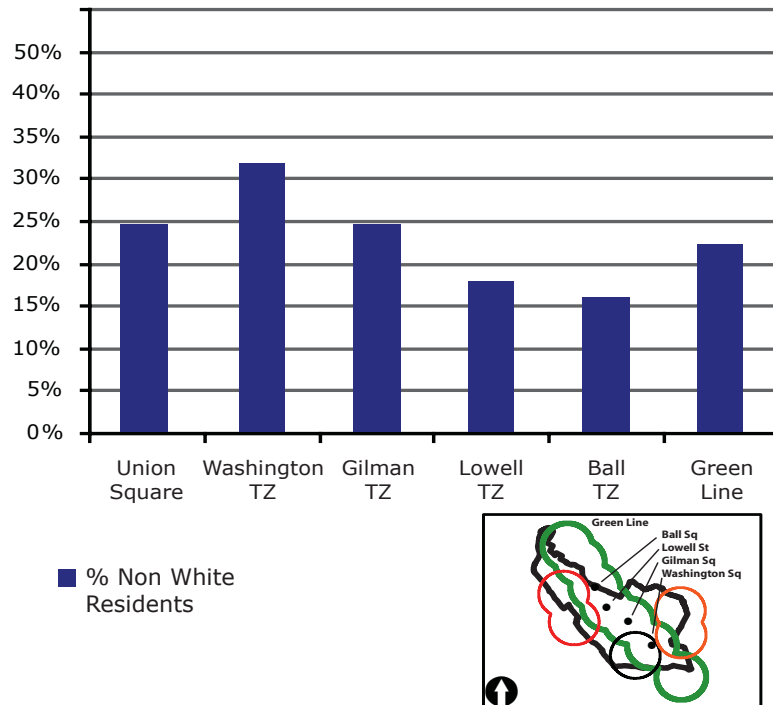 50%
40%
35%
30%
25%
20%
15%
10%
5%
0%
Union Square
Washington TZ
Gilman TZ
Lowell TZ
Ball TZ
Green Line
% Non White
Residents
Green Line
Ball Sq
Lowell St
Gilman Sq
Washington Sq